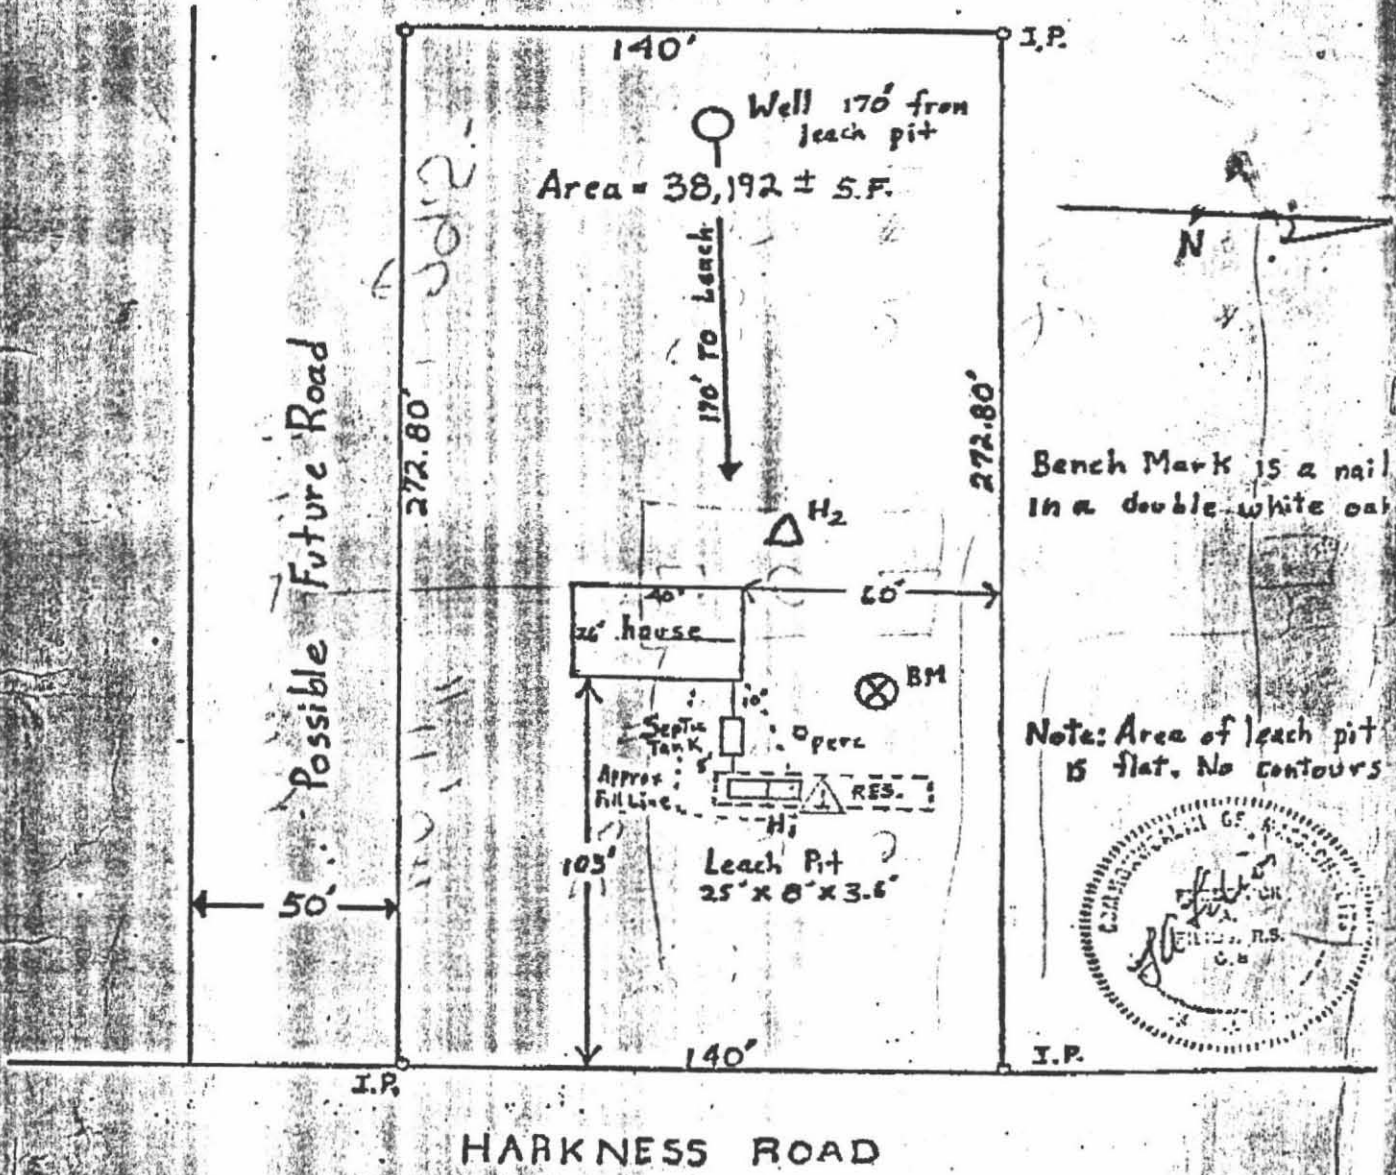 140'
I.P.
Well 170' from
leach pit
Area = 38,192 ± S.F.
170' To Leach
N
272.80'
272.80'
Possible Future Road
Bench Mark is a nail
in a double white oak
H2
40'
60'
26' house
BM
10'
Septic
Tank
perc
5'
Note: Area of leach pit
is flat. No contours
Approx
Fill Line
RES.
H1
103'
Leach Pit
25' x 8' x 3.6'
50'
R.S.
140'
I.P.
I.P.
HARKNESS ROAD